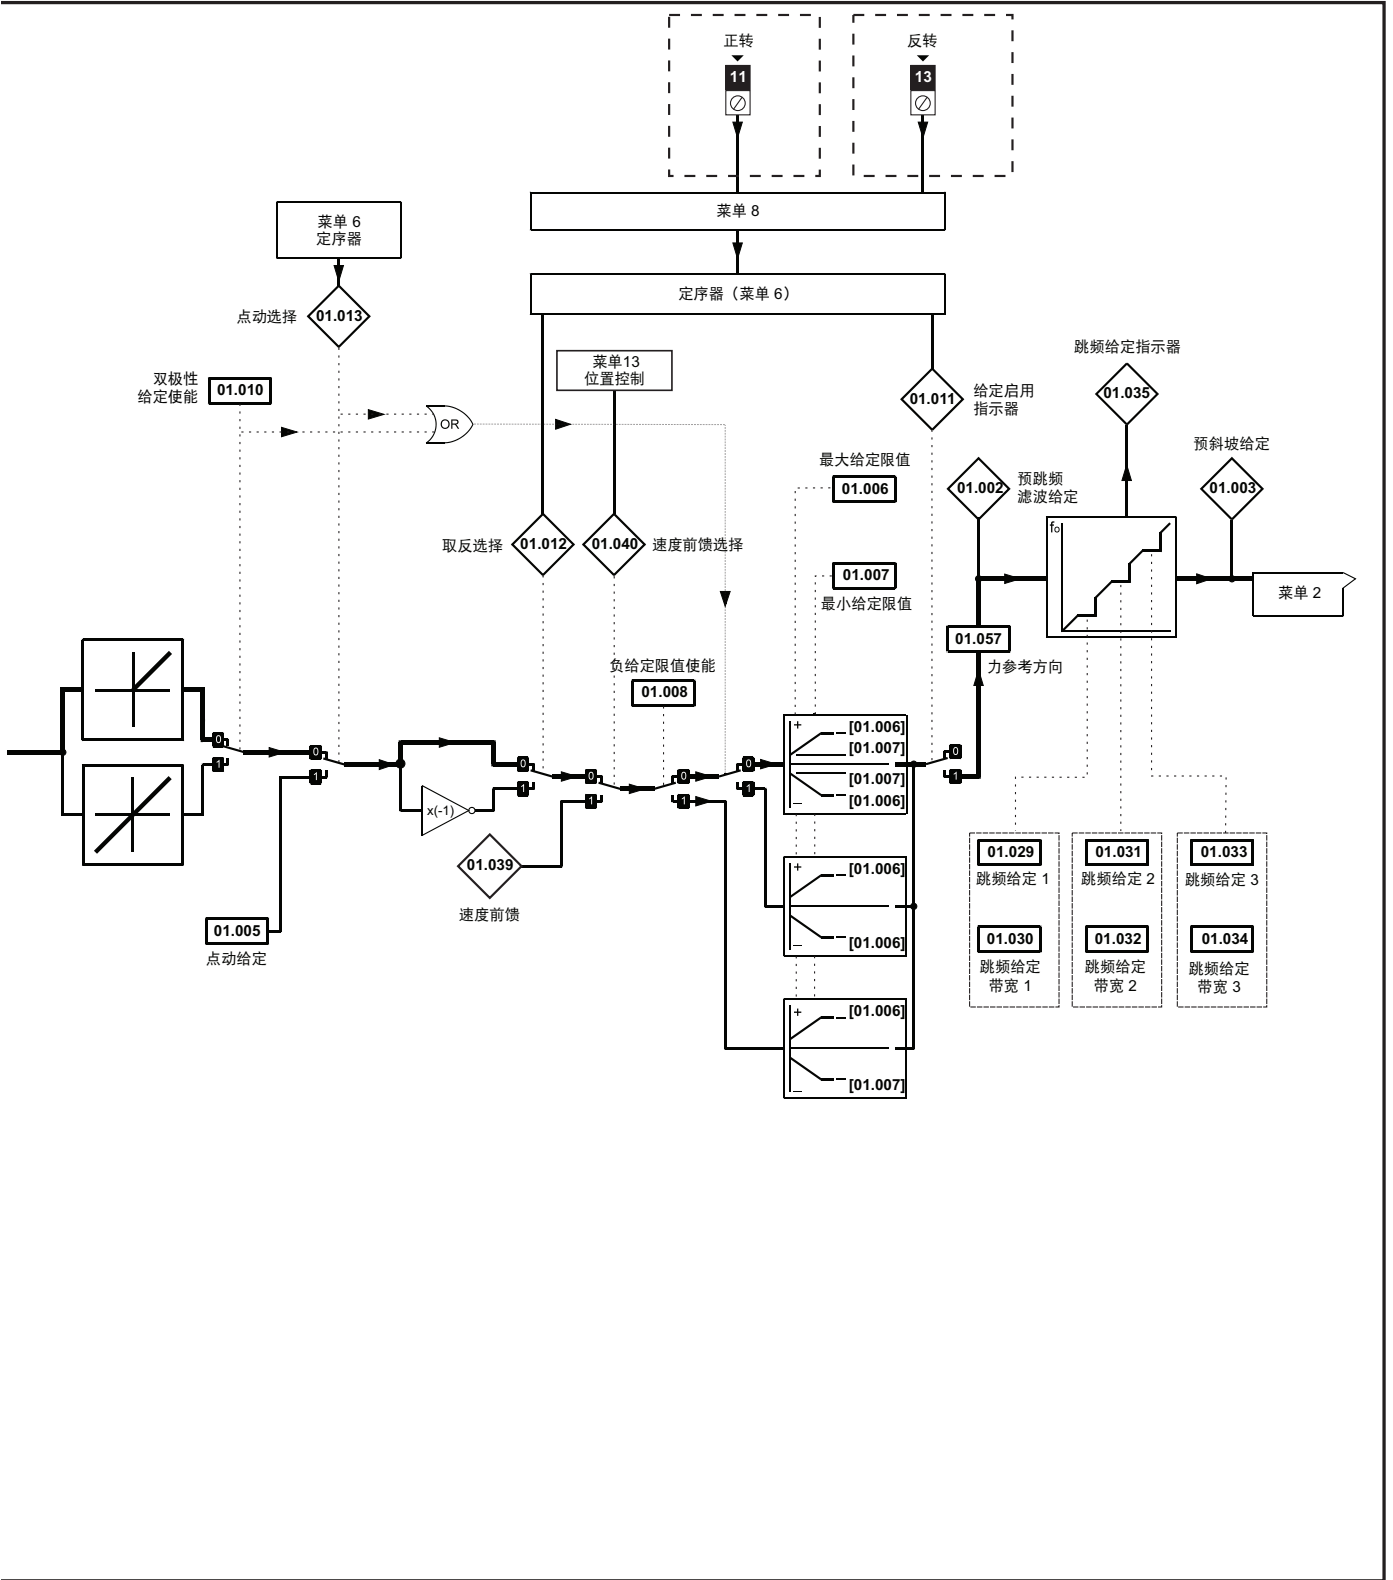 正转
反转
11
13
菜单 8
菜单 6
定序器
定序器（菜单 6）
点动选择
01.013
跳频给定指示器
01.035
菜单13
位置控制
双极性
给定使能
01.010
01.011
给定启用
指示器
OR
预斜坡给定
01.003
最大给定限值
01.006
01.002
预跳频
滤波给定
取反选择
01.012
01.040
速度前馈选择
fo
01.007
最小给定限值
菜单 2
01.057
力参考方向
负给定限值使能
01.008
0
1
0
1
0
1
0
1
0
1
0
1
0
1
x(-1)
+
[01.006]
[01.007]
[01.007]
[01.006]
–
01.039
速度前馈
+
[01.006]
[01.006]
–
01.005
点动给定
01.029
跳频给定 1
01.031
跳频给定 2
01.033
跳频给定 3
01.030
跳频给定
带宽 1
01.032
跳频给定
带宽 2
01.034
跳频给定
带宽 3
+
[01.006]
[01.007]
–